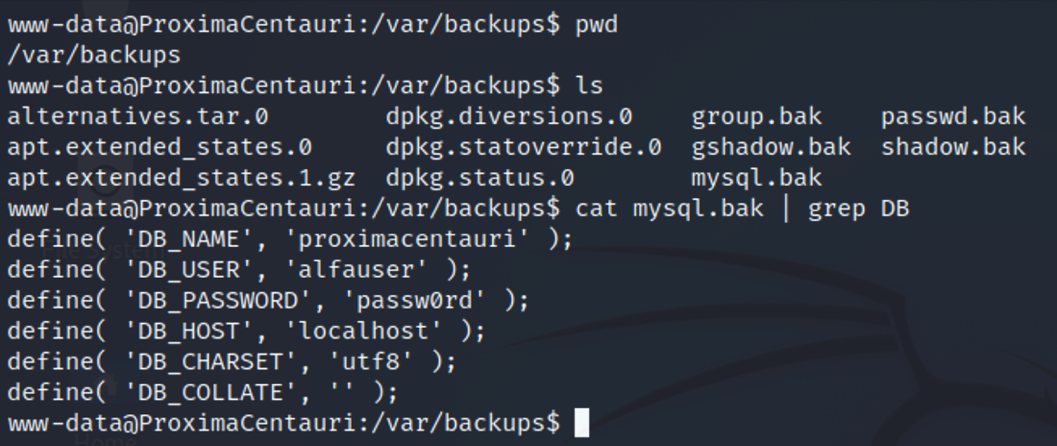 www-data@ProximaCentauri:/var/backups$ pwd
/var/backups
www-data@ProximaCentauri:/var/backups$ ls
alternatives.tar.0        dpkg.diversions.0    group.bak    passwd.bak
apt.extended_states.0     dpkg.statoverride.0  gshadow.bak  shadow.bak
apt.extended_states.1.gz  dpkg.status.0        mysql.bak
www-data@ProximaCentauri:/var/backups$ cat mysql.bak | grep DB
define( 'DB_NAME', 'proximacentauri' );
define( 'DB_USER', 'alfauser' );
define( 'DB_PASSWORD', 'passw0rd' );
define( 'DB_HOST', 'localhost' );
define( 'DB_CHARSET', 'utf8' );
define( 'DB_COLLATE', '' );
www-data@ProximaCentauri:/var/backups$
Home